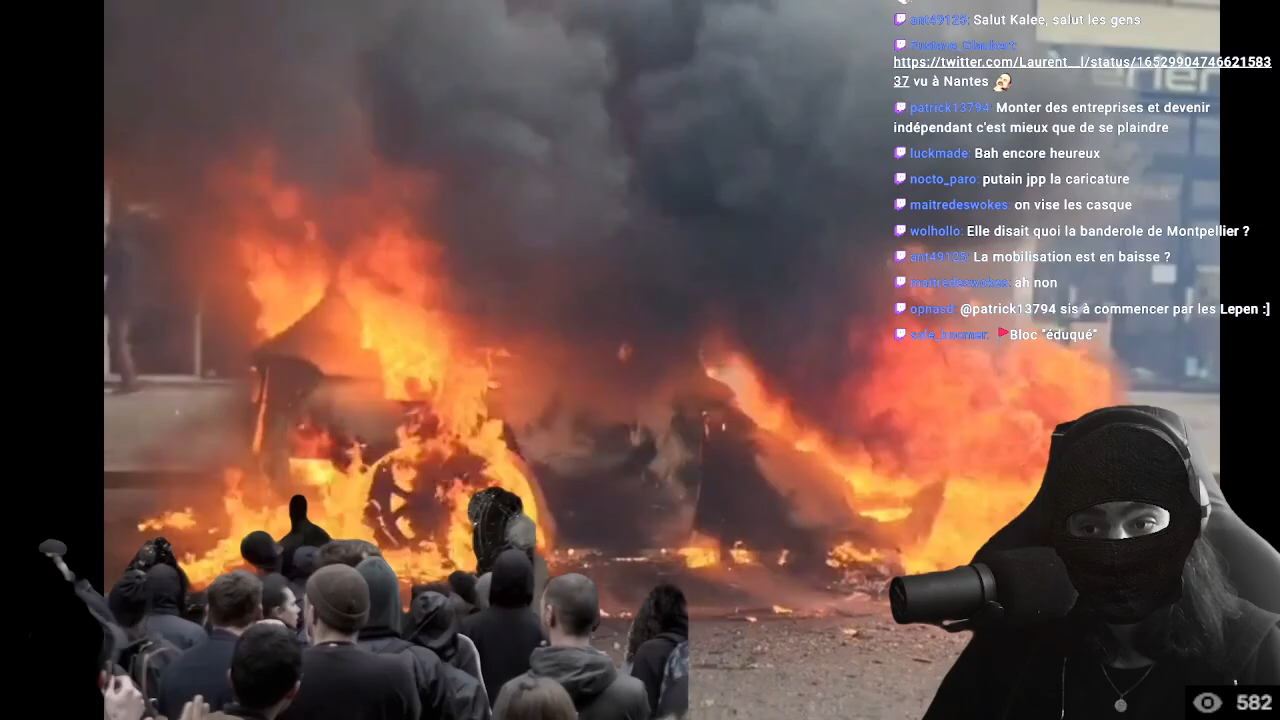 ant49125: Salut Kalee, salut les gens
Gustave_Glaubert:
https://twitter.com/Laurent__I/status/16529904746621583
37 vu à Nantes
patrick13794: Monter des entreprises et devenir
indépendant c'est mieux que de se plaindre
luckmade: Bah encore heureux
nocto_paro: putain jpp la caricature
maitredeswokes: on vise les casque
wolhollo: Elle disait quoi la banderole de Montpellier ?
ant49125: La mobilisation est en baisse ?
maitredeswokes: ah non
opnasd: @patrick13794 sis à commencer par les Lepen :]
sale_boomer: Bloc "éduqué"
582